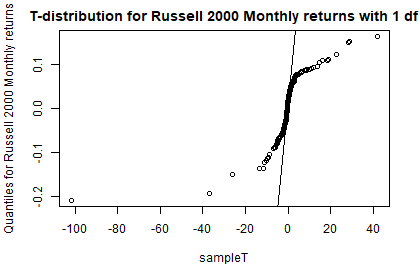 T-distribution for Russell 2000 Monthly returns with 1 df
Quantiles for Russell 2000 Monthly returns
0.1
0.0
-0.1
-0.2
-100 -80 -60 -40 -20 0 20 40
sampleT